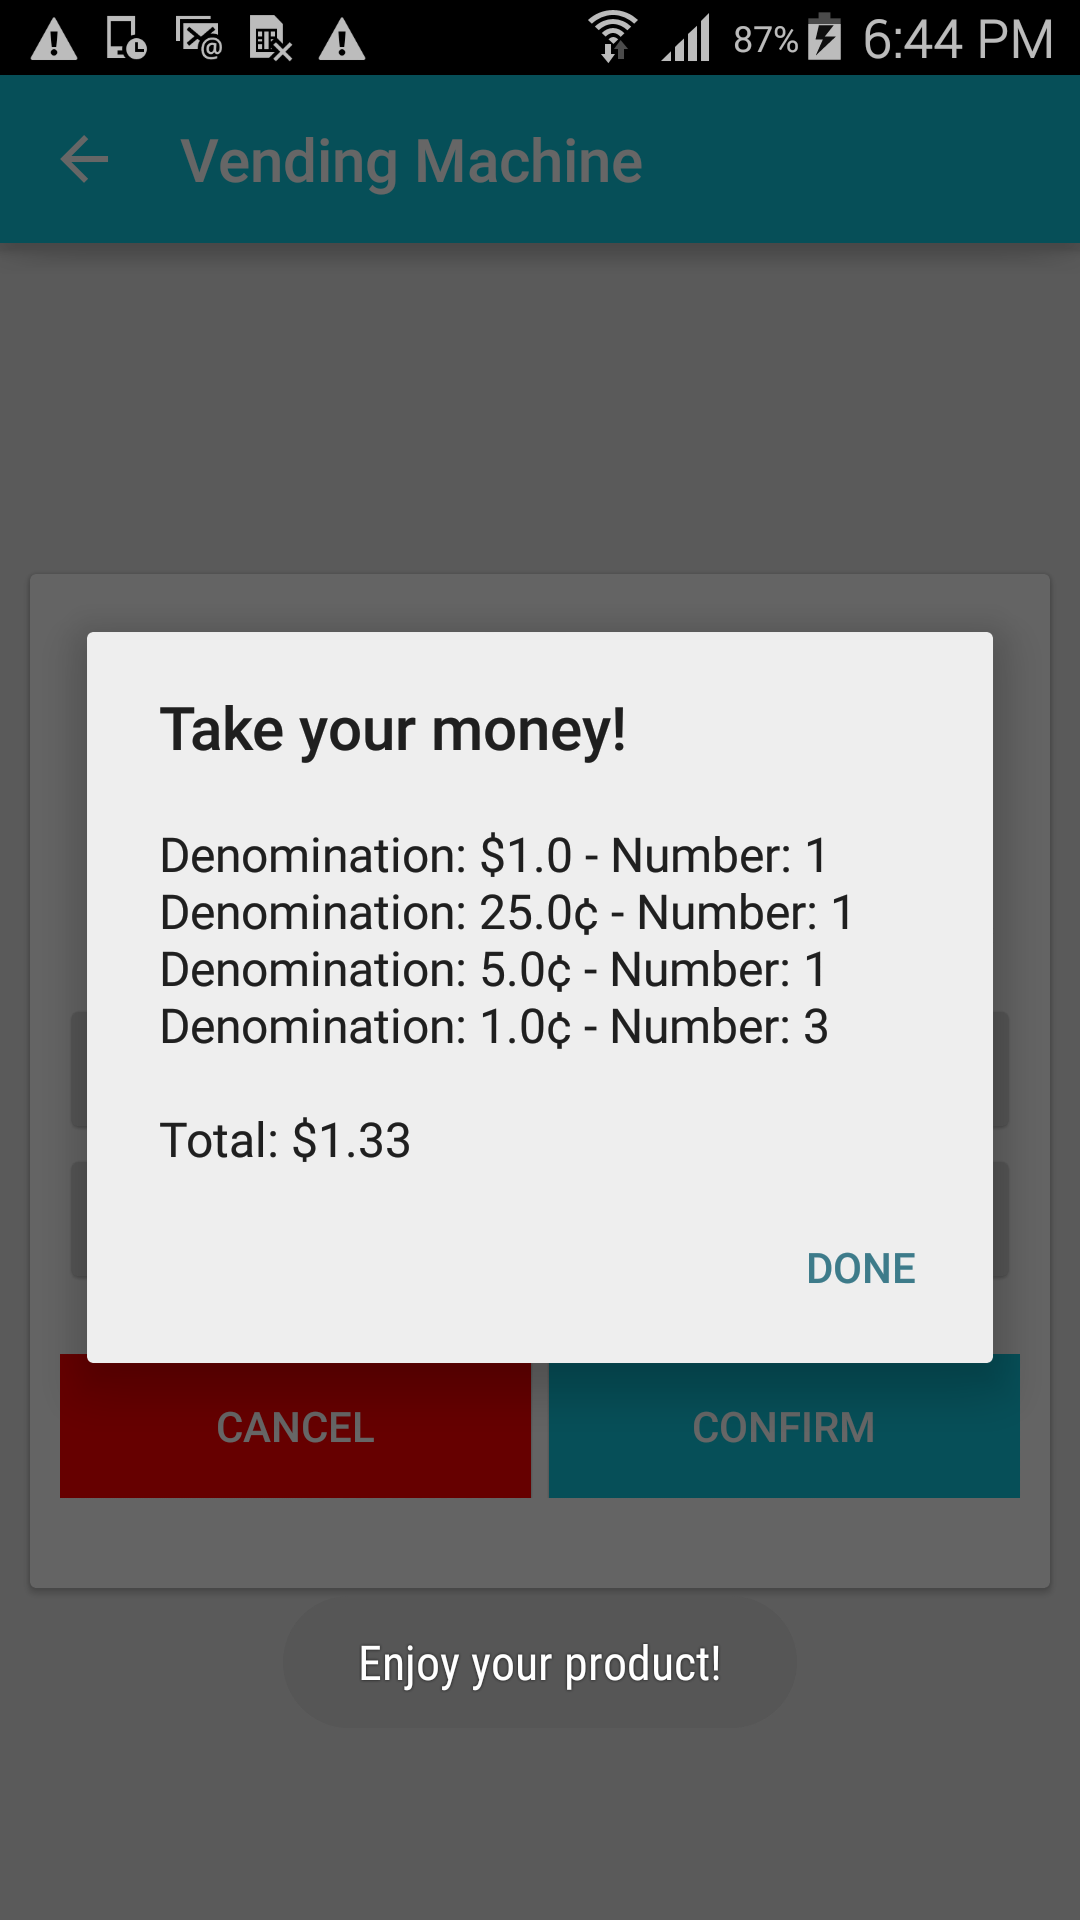 87% 6:44 PM
Vending Machine
Take your money!
Denomination: $1.0 - Number: 1
Denomination: 25.0¢ - Number: 1
Denomination: 5.0¢ - Number: 1
Denomination: 1.0¢ - Number: 3
Total: $1.33
DONE
CANCEL CONFIRM
Enjoy your product!